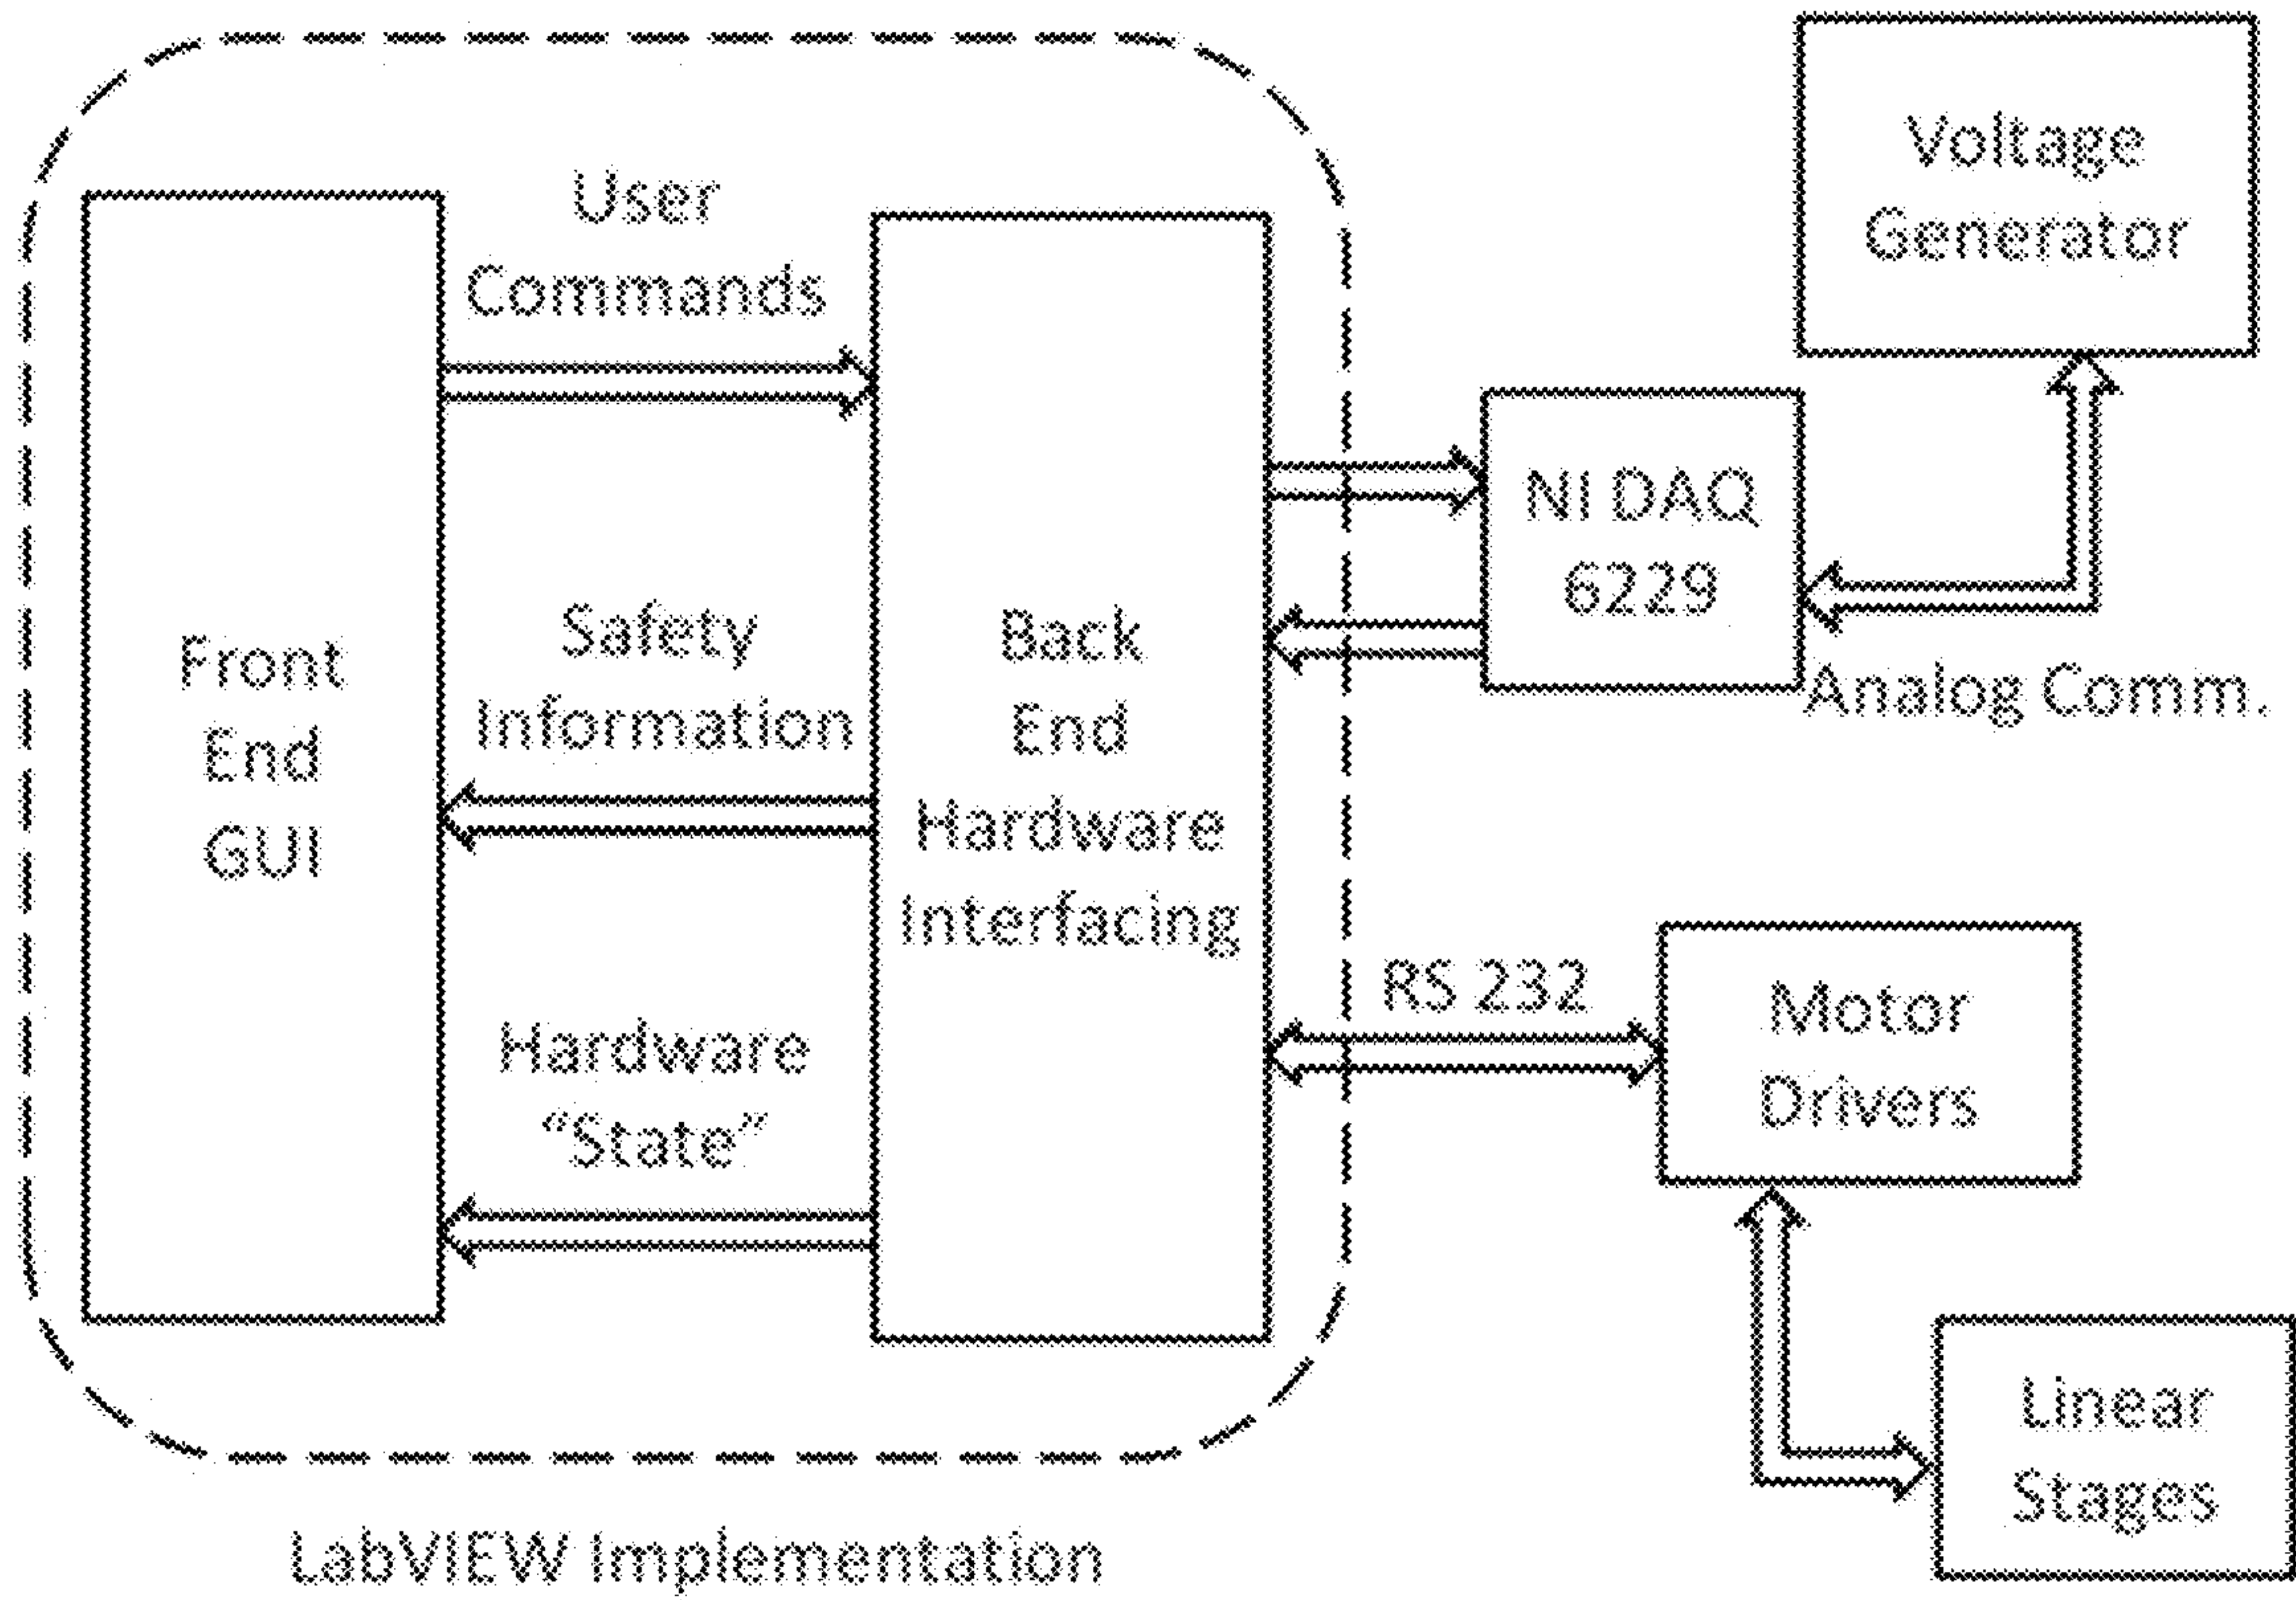 Front
End
GUI
User
Commands
Safety
Information
Hardware
“State”
Back
End
Hardware
Interfacing
NI DAQ
6229
Voltage
Generator
Analog Comm.
RS 232
Motor
Drivers
Linear
Stages
LabVIEW Implementation